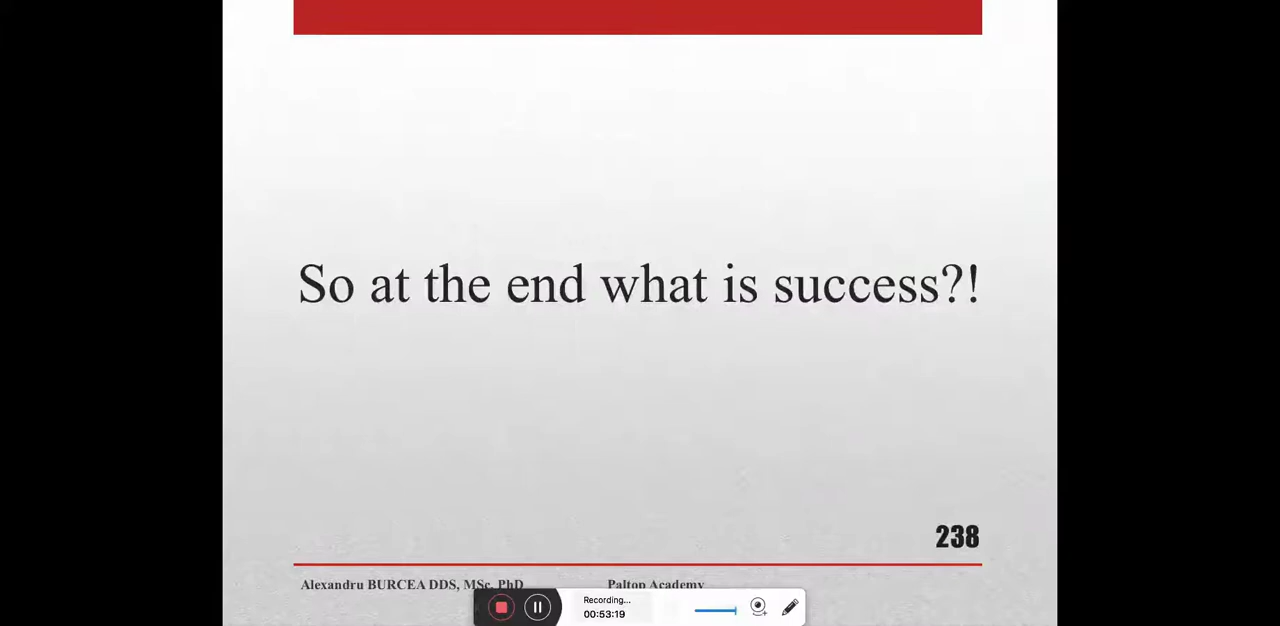 So at the end what is success?!
238
Alexandru BURCEA DDS, MSc, PhD
Paltop Academy
Recording...
00:53:19